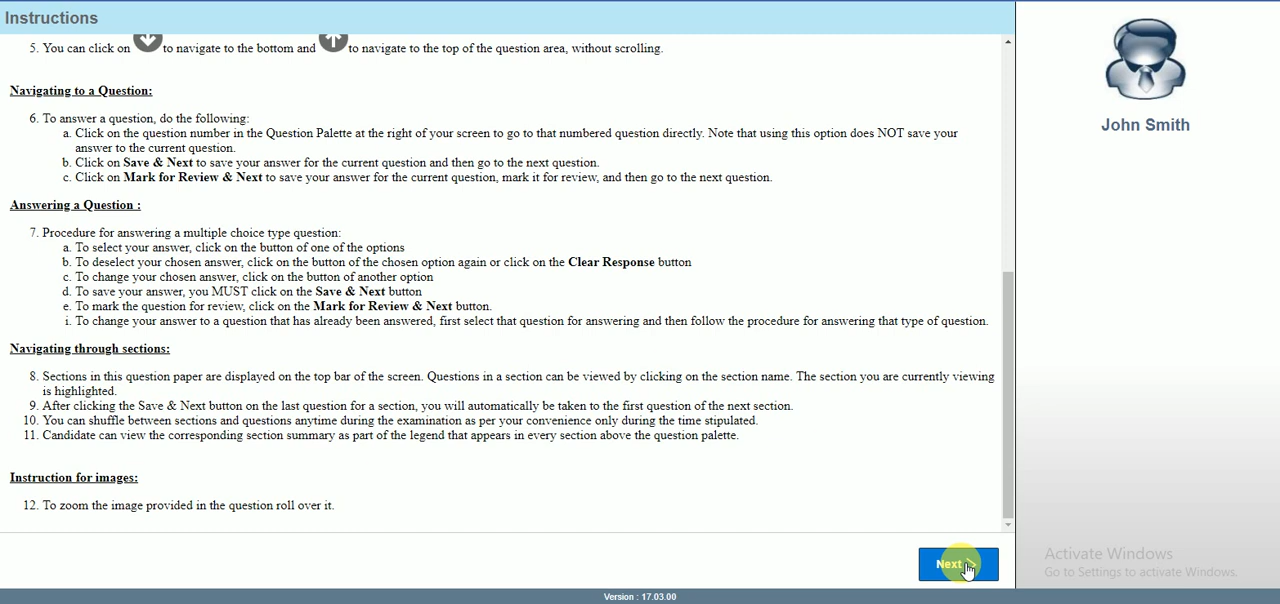 Instructions
5. You can click on to navigate to the bottom and to navigate to the top of the question area, without scrolling.
Navigating to a Question:
6. To answer a question, do the following:
a. Click on the question number in the Question Palette at the right of your screen to go to that numbered question directly. Note that using this option does NOT save your
answer to the current question.
b. Click on Save & Next to save your answer for the current question and then go to the next question.
c. Click on Mark for Review & Next to save your answer for the current question, mark it for review, and then go to the next question.
Answering a Question :
7. Procedure for answering a multiple choice type question:
a. To select your answer, click on the button of one of the options
b. To deselect your chosen answer, click on the button of the chosen option again or click on the Clear Response button
c. To change your chosen answer, click on the button of another option
d. To save your answer, you MUST click on the Save & Next button
e. To mark the question for review, click on the Mark for Review & Next button.
i. To change your answer to a question that has already been answered, first select that question for answering and then follow the procedure for answering that type of question.
Navigating through sections:
8. Sections in this question paper are displayed on the top bar of the screen. Questions in a section can be viewed by clicking on the section name. The section you are currently viewing
is highlighted.
9. After clicking the Save & Next button on the last question for a section, you will automatically be taken to the first question of the next section.
10. You can shuffle between sections and questions anytime during the examination as per your convenience only during the time stipulated.
11. Candidate can view the corresponding section summary as part of the legend that appears in every section above the question palette.
Instruction for images:
12. To zoom the image provided in the question roll over it.
Next >
John Smith
Activate Windows
Go to Settings to activate Windows.
Version : 17.03.00